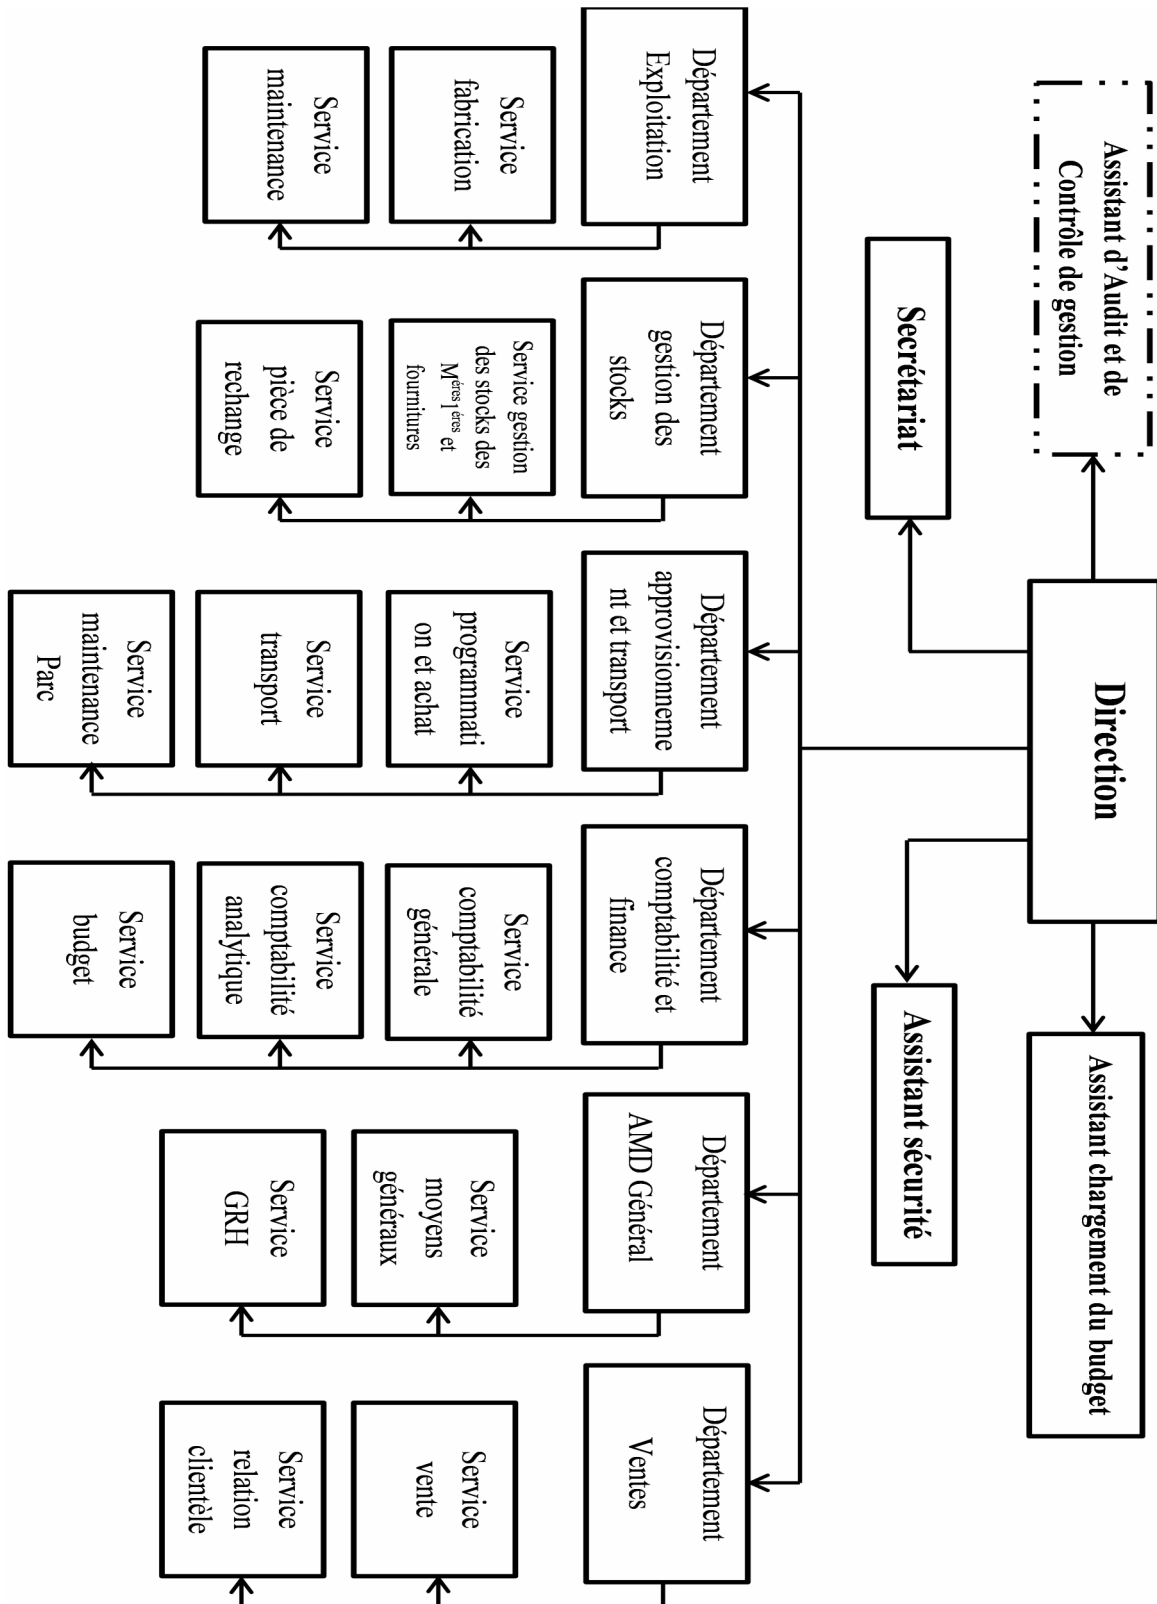 Assistant d'Audit et de
Contrôle de gestion
Direction
Assistant chargement du budget
Secrétariat
Assistant sécurité
Département
Exploitation
Service
fabrication
Service
maintenance
Département
gestion des
stocks
Service gestion
des stocks des
Mᵉ́ʳᵉˢ1ᵉ́ʳᵉˢ et
fournitures
Service
pièce de
rechange
Département
approvisionneme
nt et transport
Service
programmati
on et achat
Service
transport
Service
maintenance
Parc
Département
comptabilité et
finance
Service
comptabilité
générale
Service
comptabilité
analytique
Service
budget
Département
AMD Général
Service
moyens
généraux
Service
GRH
Département
Ventes
Service
vente
Service
relation
clientèle